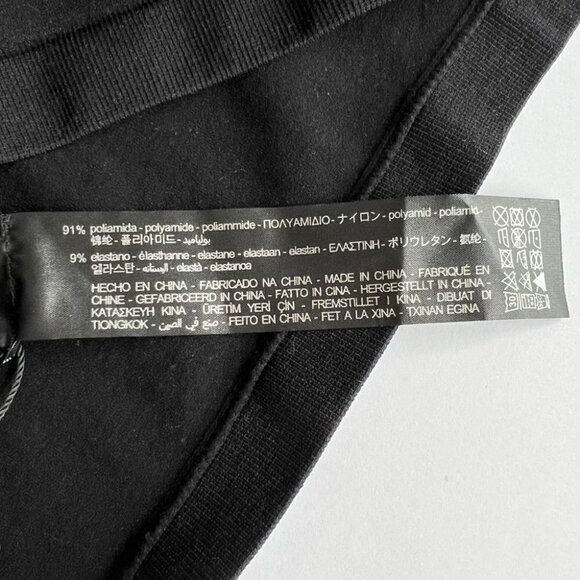 91% poliamida - polyamide - poliammide - ΠΟΛΥΑΜΙΔΙΟ - ナイロン - polyamid - poliamid -
锦纶 - 폴리아미드 - بولياميد
9% elastano - élasthanne - elastane - elastaan - elastan - ΕΛΑΣΤΙΝΗ - ポリウレタン - 氨纶 -
엘라스탄 - الجستانه - elastà - elastanoa
HECHO EN CHINA - FABRICADO NA CHINA - MADE IN CHINA - FABRIQUÉ EN
CHINE - GEFABRICEERD IN CHINA - FATTO IN CINA - HERGESTELLT IN CHINA -
ΚΑΤΑΣΚΕΥΗ ΚΙΝΑ - ÜRETİM YERİ ÇİN - FREMSTILLET I KINA - DIBUAT DI
TIONGKOK - صنع في الصين - FEITO EN CHINA - FET A LA XINA - TXINAN EGINA